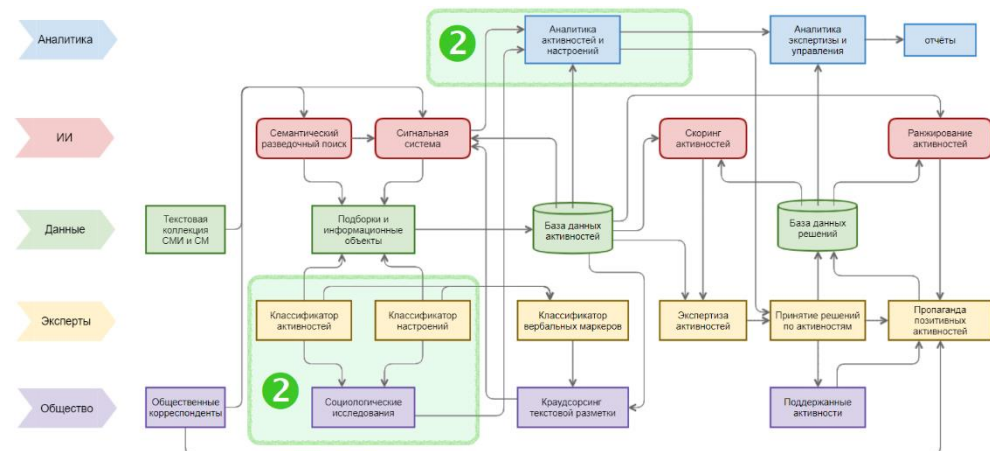 Аналитика
2
Аналитика
активностей и
настроений
Аналитика
экспертизы и
управления
отчёты
ИИ
Семантический
разведочный поиск
Сигнальная
система
Скоринг
активностей
Ранжирование
активностей
Данные
Текстовая
коллекция
СМИ и СМ
Подборки и
информационные
объекты
База данных
активностей
База данных
решений
Эксперты
Классификатор
активностей
Классификатор
настроений
Классификатор
вербальных маркеров
Экспертиза
активностей
Принятие решений
по активностям
Пропаганда
позитивных
активностей
Общество
Общественные
корреспонденты
2
Социологические
исследования
Краудсорсинг
текстовой разметки
Поддержанные
активности